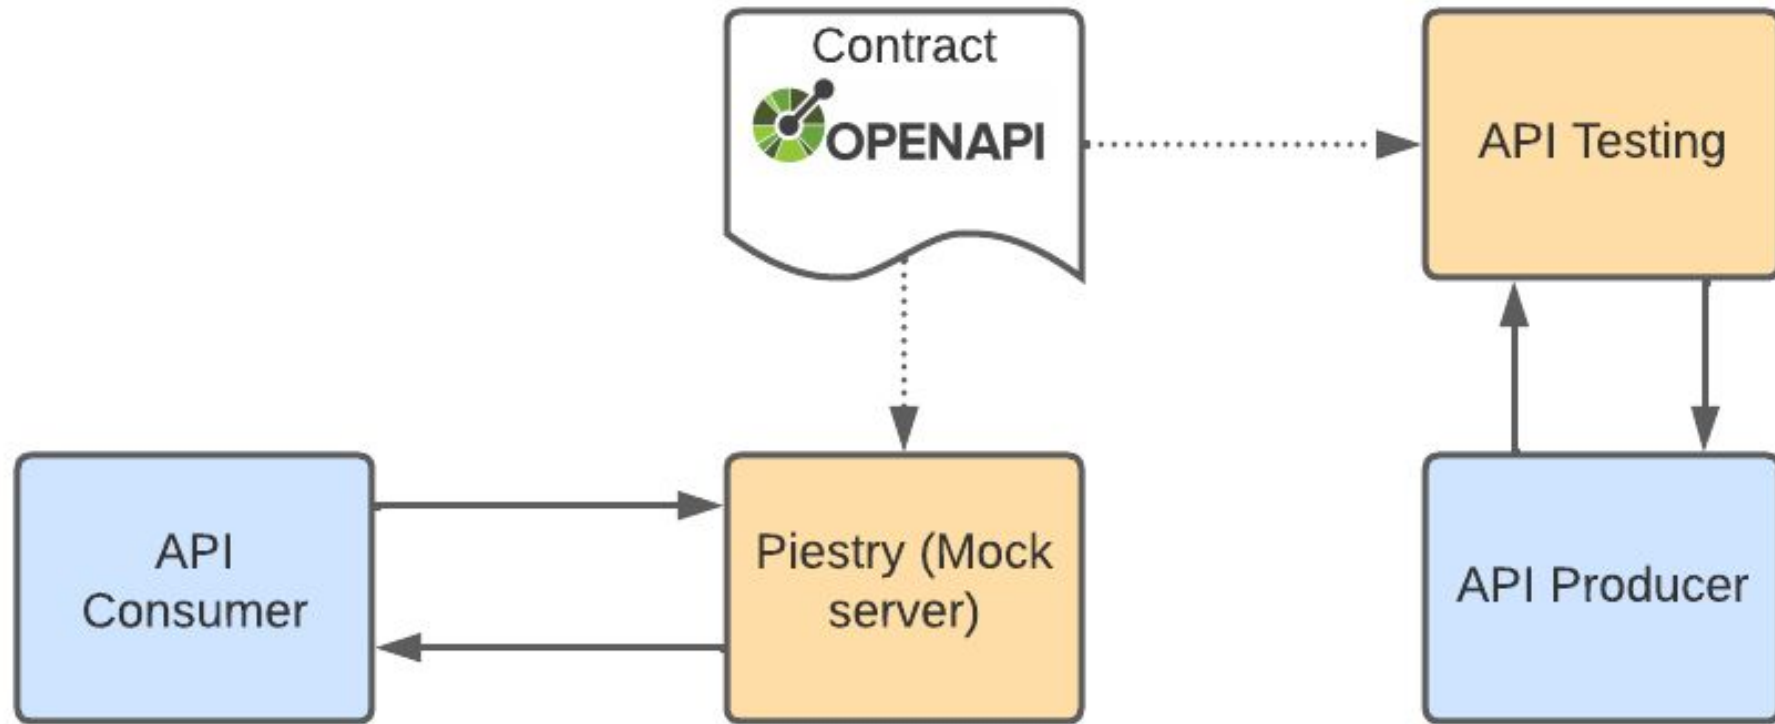 Contract
OPENAPI
API Testing
API
Consumer
Piestry (Mock
server)
API Producer